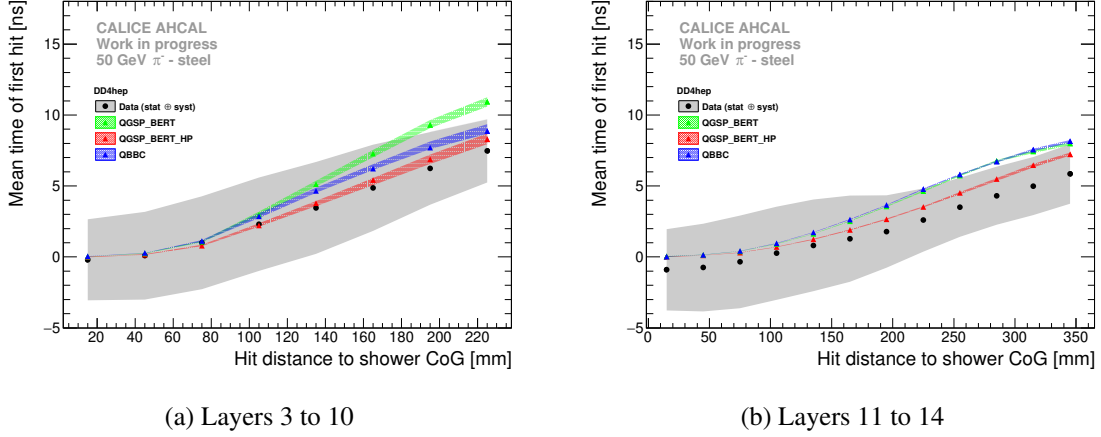 Mean time of first hit [ns]
15
10
5
0
−5
CALICE AHCAL
Work in progress
50 GeV π⁻ - steel
DD4hep
Data (stat ⊕ syst)
QGSP_BERT
QGSP_BERT_HP
QBBC
20 40 60 80 100 120 140 160 180 200 220
Hit distance to shower CoG [mm]
(a) Layers 3 to 10
Mean time of first hit [ns]
15
10
5
0
−5
CALICE AHCAL
Work in progress
50 GeV π⁻ - steel
DD4hep
Data (stat ⊕ syst)
QGSP_BERT
QGSP_BERT_HP
QBBC
0 50 100 150 200 250 300 350
Hit distance to shower CoG [mm]
(b) Layers 11 to 14